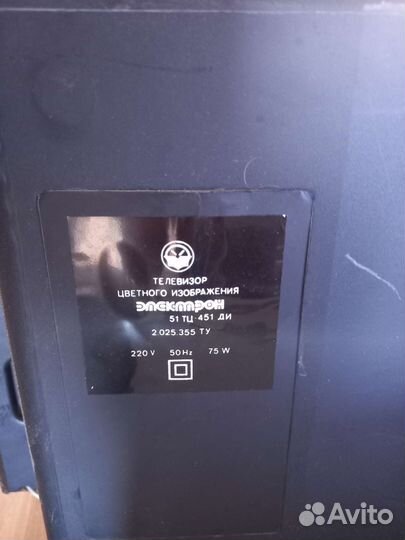 ТЕЛЕВИЗОР
ЦВЕТНОГО ИЗОБРАЖЕНИЯ
ЭЛЕКТРОН
51 ТЦ 451 ДИ
2.025.355 ТУ
220 V 50 Hz 75 W
Avito